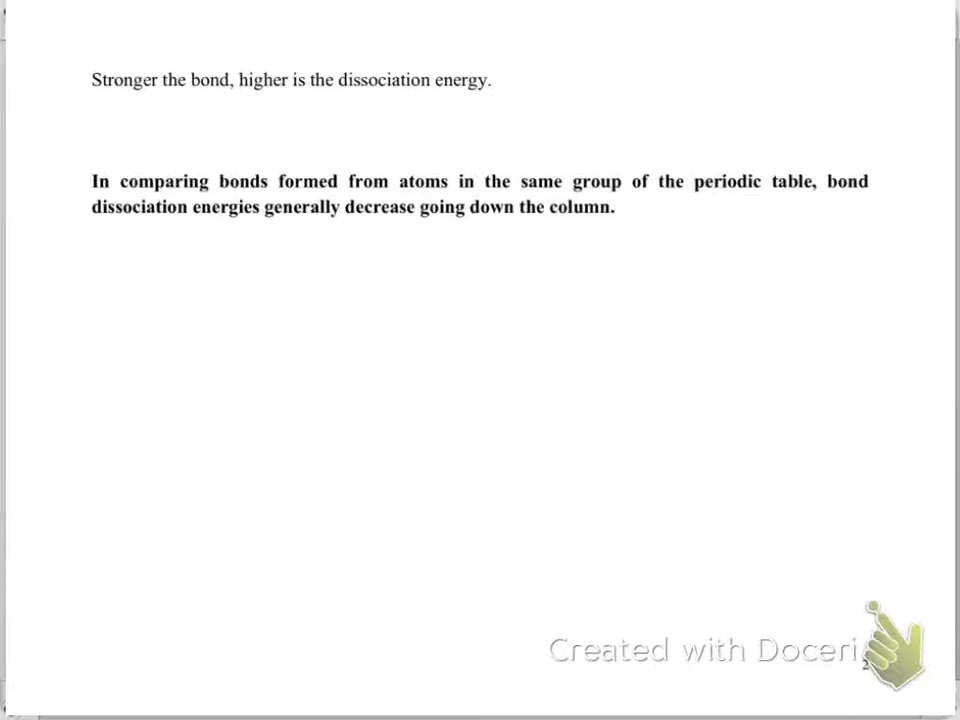 Stronger the bond, higher is the dissociation energy.
In comparing bonds formed from atoms in the same group of the periodic table, bond
dissociation energies generally decrease going down the column.
Created with Doceri
2